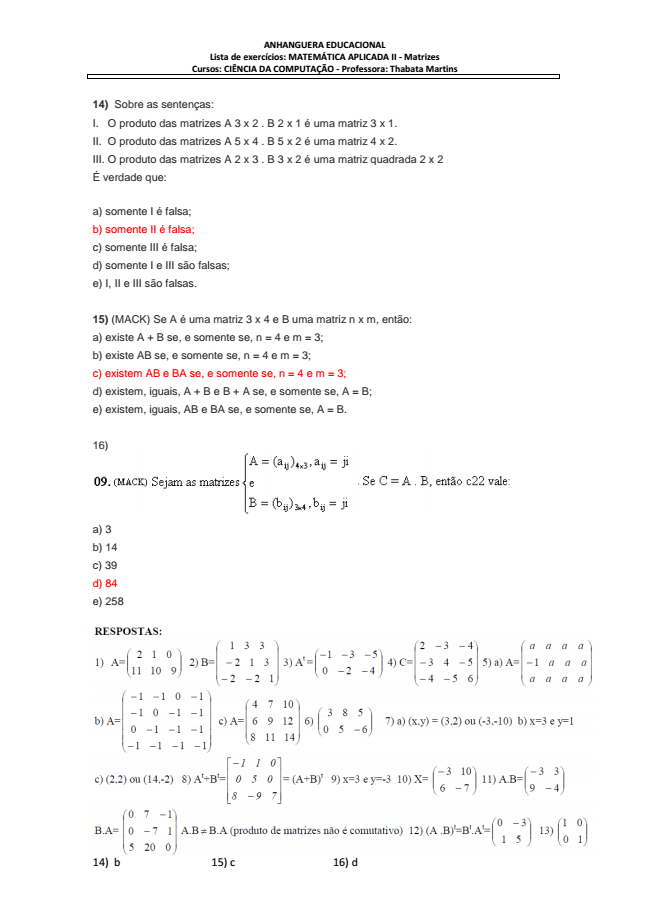 ANHANGUERA EDUCACIONAL
Lista de exercícios: MATEMÁTICA APLICADA II - Matrizes
Cursos: CIÊNCIA DA COMPUTAÇÃO - Professora: Thabata Martins
14) Sobre as sentenças:
I. O produto das matrizes A 3 x 2 . B 2 x 1 é uma matriz 3 x 1.
II. O produto das matrizes A 5 x 4 . B 5 x 2 é uma matriz 4 x 2.
III. O produto das matrizes A 2 x 3 . B 3 x 2 é uma matriz quadrada 2 x 2
É verdade que:
a) somente I é falsa;
b) somente II é falsa;
c) somente III é falsa;
d) somente I e III são falsas;
e) I, II e III são falsas.
15) (MACK) Se A é uma matriz 3 x 4 e B uma matriz n x m, então:
a) existe A + B se, e somente se, n = 4 e m = 3;
b) existe AB se, e somente se, n = 4 e m = 3;
c) existem AB e BA se, e somente se, n = 4 e m = 3;
d) existem, iguais, A + B e B + A se, e somente se, A = B;
e) existem, iguais, AB e BA se, e somente se, A = B.
16)
A = (aij)4x3, aij = ji
09. (MACK) Sejam as matrizes { e . Se C = A . B, então c22 vale:
B = (bij)3x4, bij = ji
a) 3
b) 14
c) 39
d) 84
e) 258
RESPOSTAS:
1) A= (2 1 0; 11 10 9) 2) B= (1 3 3; -2 1 3; -2 -2 1) 3) A^t= (-1 -3 -5; 0 -2 -4) 4) C= (2 -3 -4; -3 4 -5; -4 -5 6) 5) a) A= (a a a a; -1 a a a; a a a a)
b) A= (-1 -1 0 -1; -1 0 -1 -1; 0 -1 -1 -1; -1 -1 -1 -1) c) A= (4 7 10; 6 9 12; 8 11 14) 6) (3 8 5; 0 5 -6) 7) a) (x,y) = (3,2) ou (-3,-10) b) x=3 e y=1
c) (2,2) ou (14,-2) 8) A^t+B^t= [-1 1 0; 0 5 0; 8 -9 7] = (A+B)^t 9) x=3 e y=-3 10) X= (-3 10; 6 -7) 11) A.B= (-3 3; 9 -4)
B.A= (0 7 -1; 0 -7 1; 5 20 0) A.B ≠ B.A (produto de matrizes não é comutativo) 12) (A .B)^t=B^t.A^t= (0 -3; 1 5) 13) (1 0; 0 1)
14) b 15) c 16) d